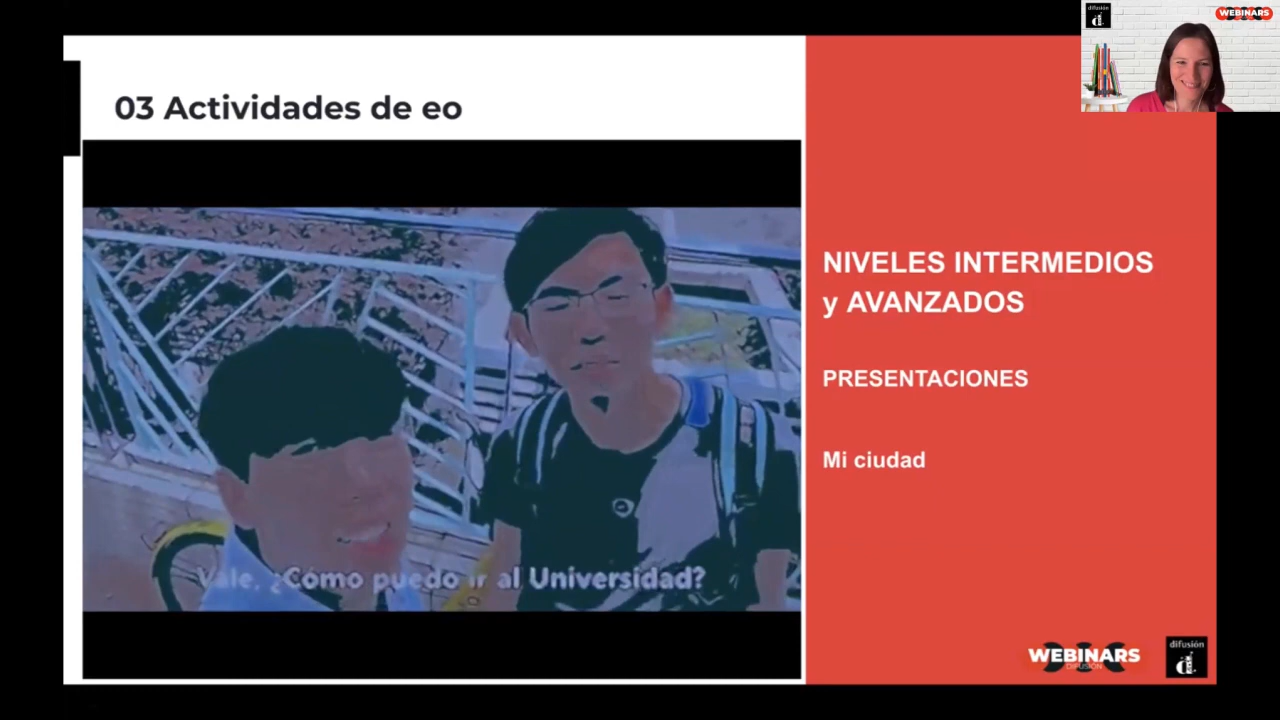 03 Actividades de eo
Vale. ¿Cómo puedo ir al Universidad?
NIVELES INTERMEDIOS
y AVANZADOS
PRESENTACIONES
Mi ciudad
WEBINARS
DIFUSIÓN
difusión
d
difusión
d
WEBINARS